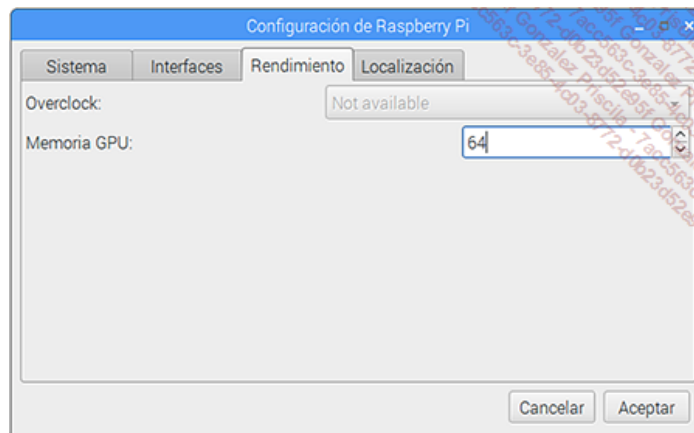 Configuración de Raspberry Pi
Sistema Interfaces Rendimiento Localización
Overclock: Not available
Memoria GPU: 64
Cancelar Aceptar